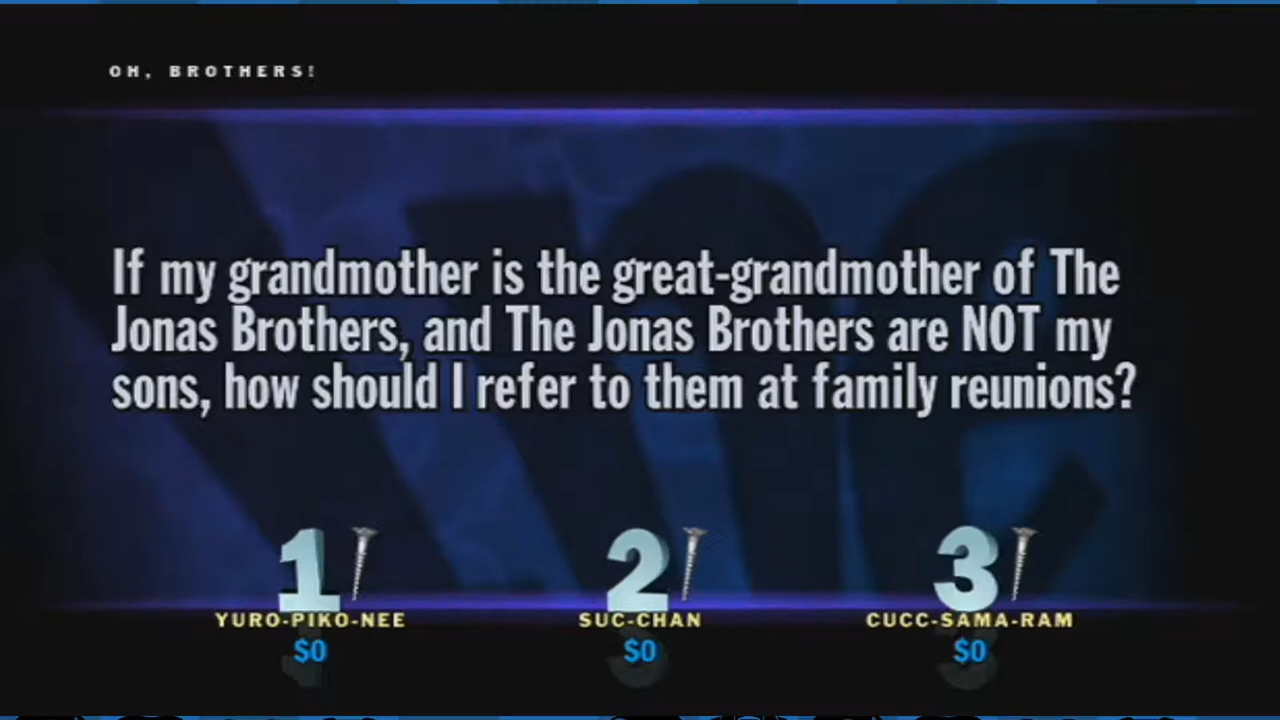 OH, BROTHERS!
If my grandmother is the great-grandmother of The
Jonas Brothers, and The Jonas Brothers are NOT my
sons, how should I refer to them at family reunions?
1 2 3
YURO-PIKO-NEE SUC-CHAN CUCC-SAMA-RAM
$0 $0 $0